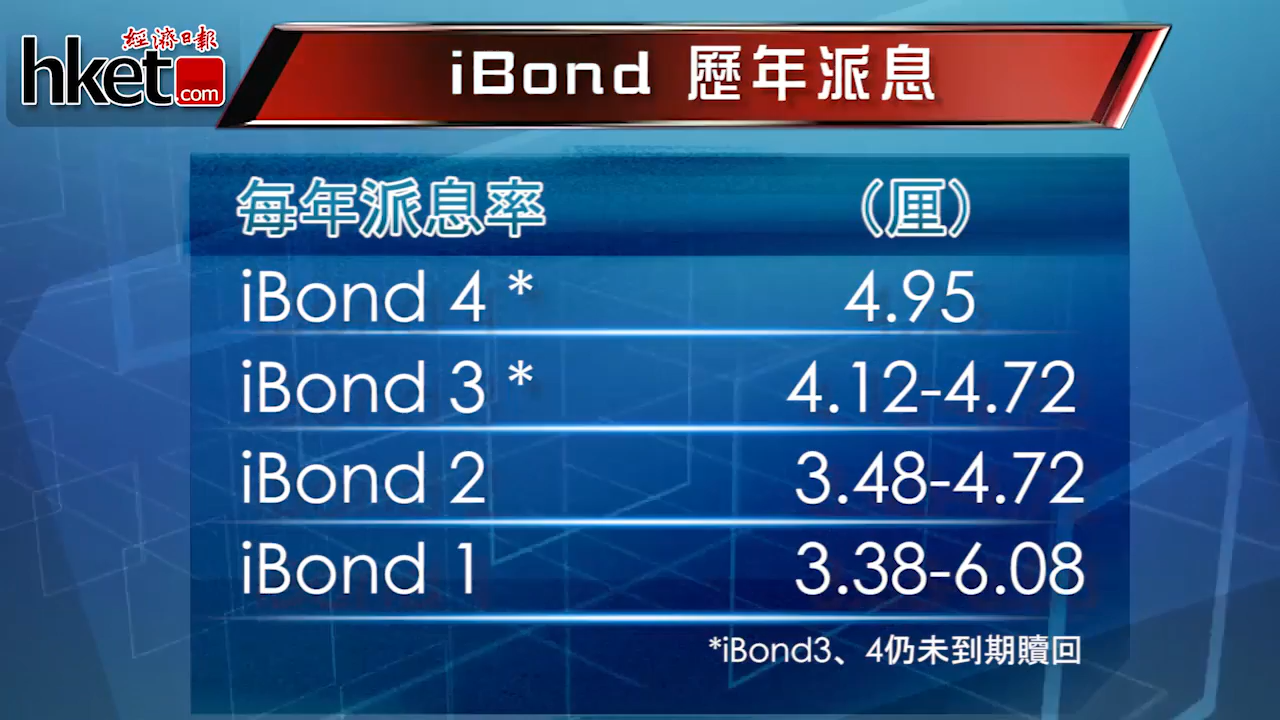 經濟日報
hket.com
iBond 歷年派息
每年派息率 （厘）
iBond 4 * 4.95
iBond 3 * 4.12-4.72
iBond 2 3.48-4.72
iBond 1 3.38-6.08
*iBond3、4仍未到期贖回